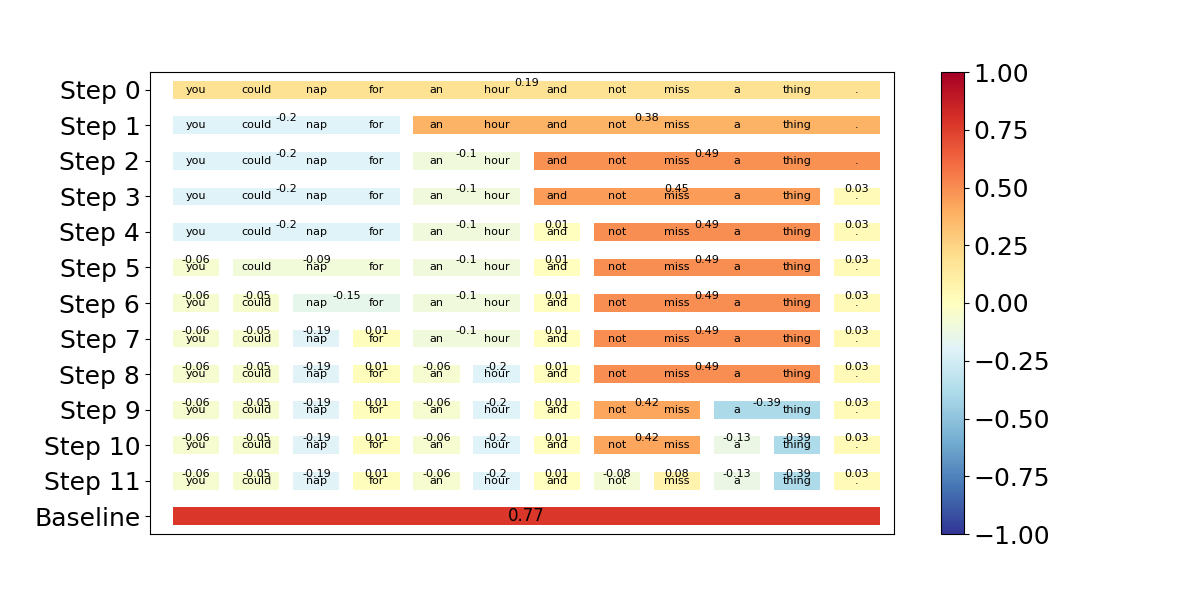 0.19
Step 0 you could nap for an hour and not miss a thing .
-0.2 0.38
Step 1 you could nap for an hour and not miss a thing .
-0.2 -0.1 0.49
Step 2 you could nap for an hour and not miss a thing .
-0.2 -0.1 0.45 0.03
Step 3 you could nap for an hour and not miss a thing .
-0.2 -0.1 0.01 0.49 0.03
Step 4 you could nap for an hour and not miss a thing .
-0.06 -0.09 -0.1 0.01 0.49 0.03
Step 5 you could nap for an hour and not miss a thing .
-0.06 -0.05 -0.15 -0.1 0.01 0.49 0.03
Step 6 you could nap for an hour and not miss a thing .
-0.06 -0.05 -0.19 0.01 -0.1 0.01 0.49 0.03
Step 7 you could nap for an hour and not miss a thing .
-0.06 -0.05 -0.19 0.01 -0.06 -0.2 0.01 0.49 0.03
Step 8 you could nap for an hour and not miss a thing .
-0.06 -0.05 -0.19 0.01 -0.06 -0.2 0.01 0.42 -0.39 0.03
Step 9 you could nap for an hour and not miss a thing .
-0.06 -0.05 -0.19 0.01 -0.06 -0.2 0.01 0.42 -0.13 -0.39 0.03
Step 10 you could nap for an hour and not miss a thing .
-0.06 -0.05 -0.19 0.01 -0.06 -0.2 0.01 -0.08 0.08 -0.13 -0.39 0.03
Step 11 you could nap for an hour and not miss a thing .
Baseline 0.77
1.00
0.75
0.50
0.25
0.00
−0.25
−0.50
−0.75
−1.00